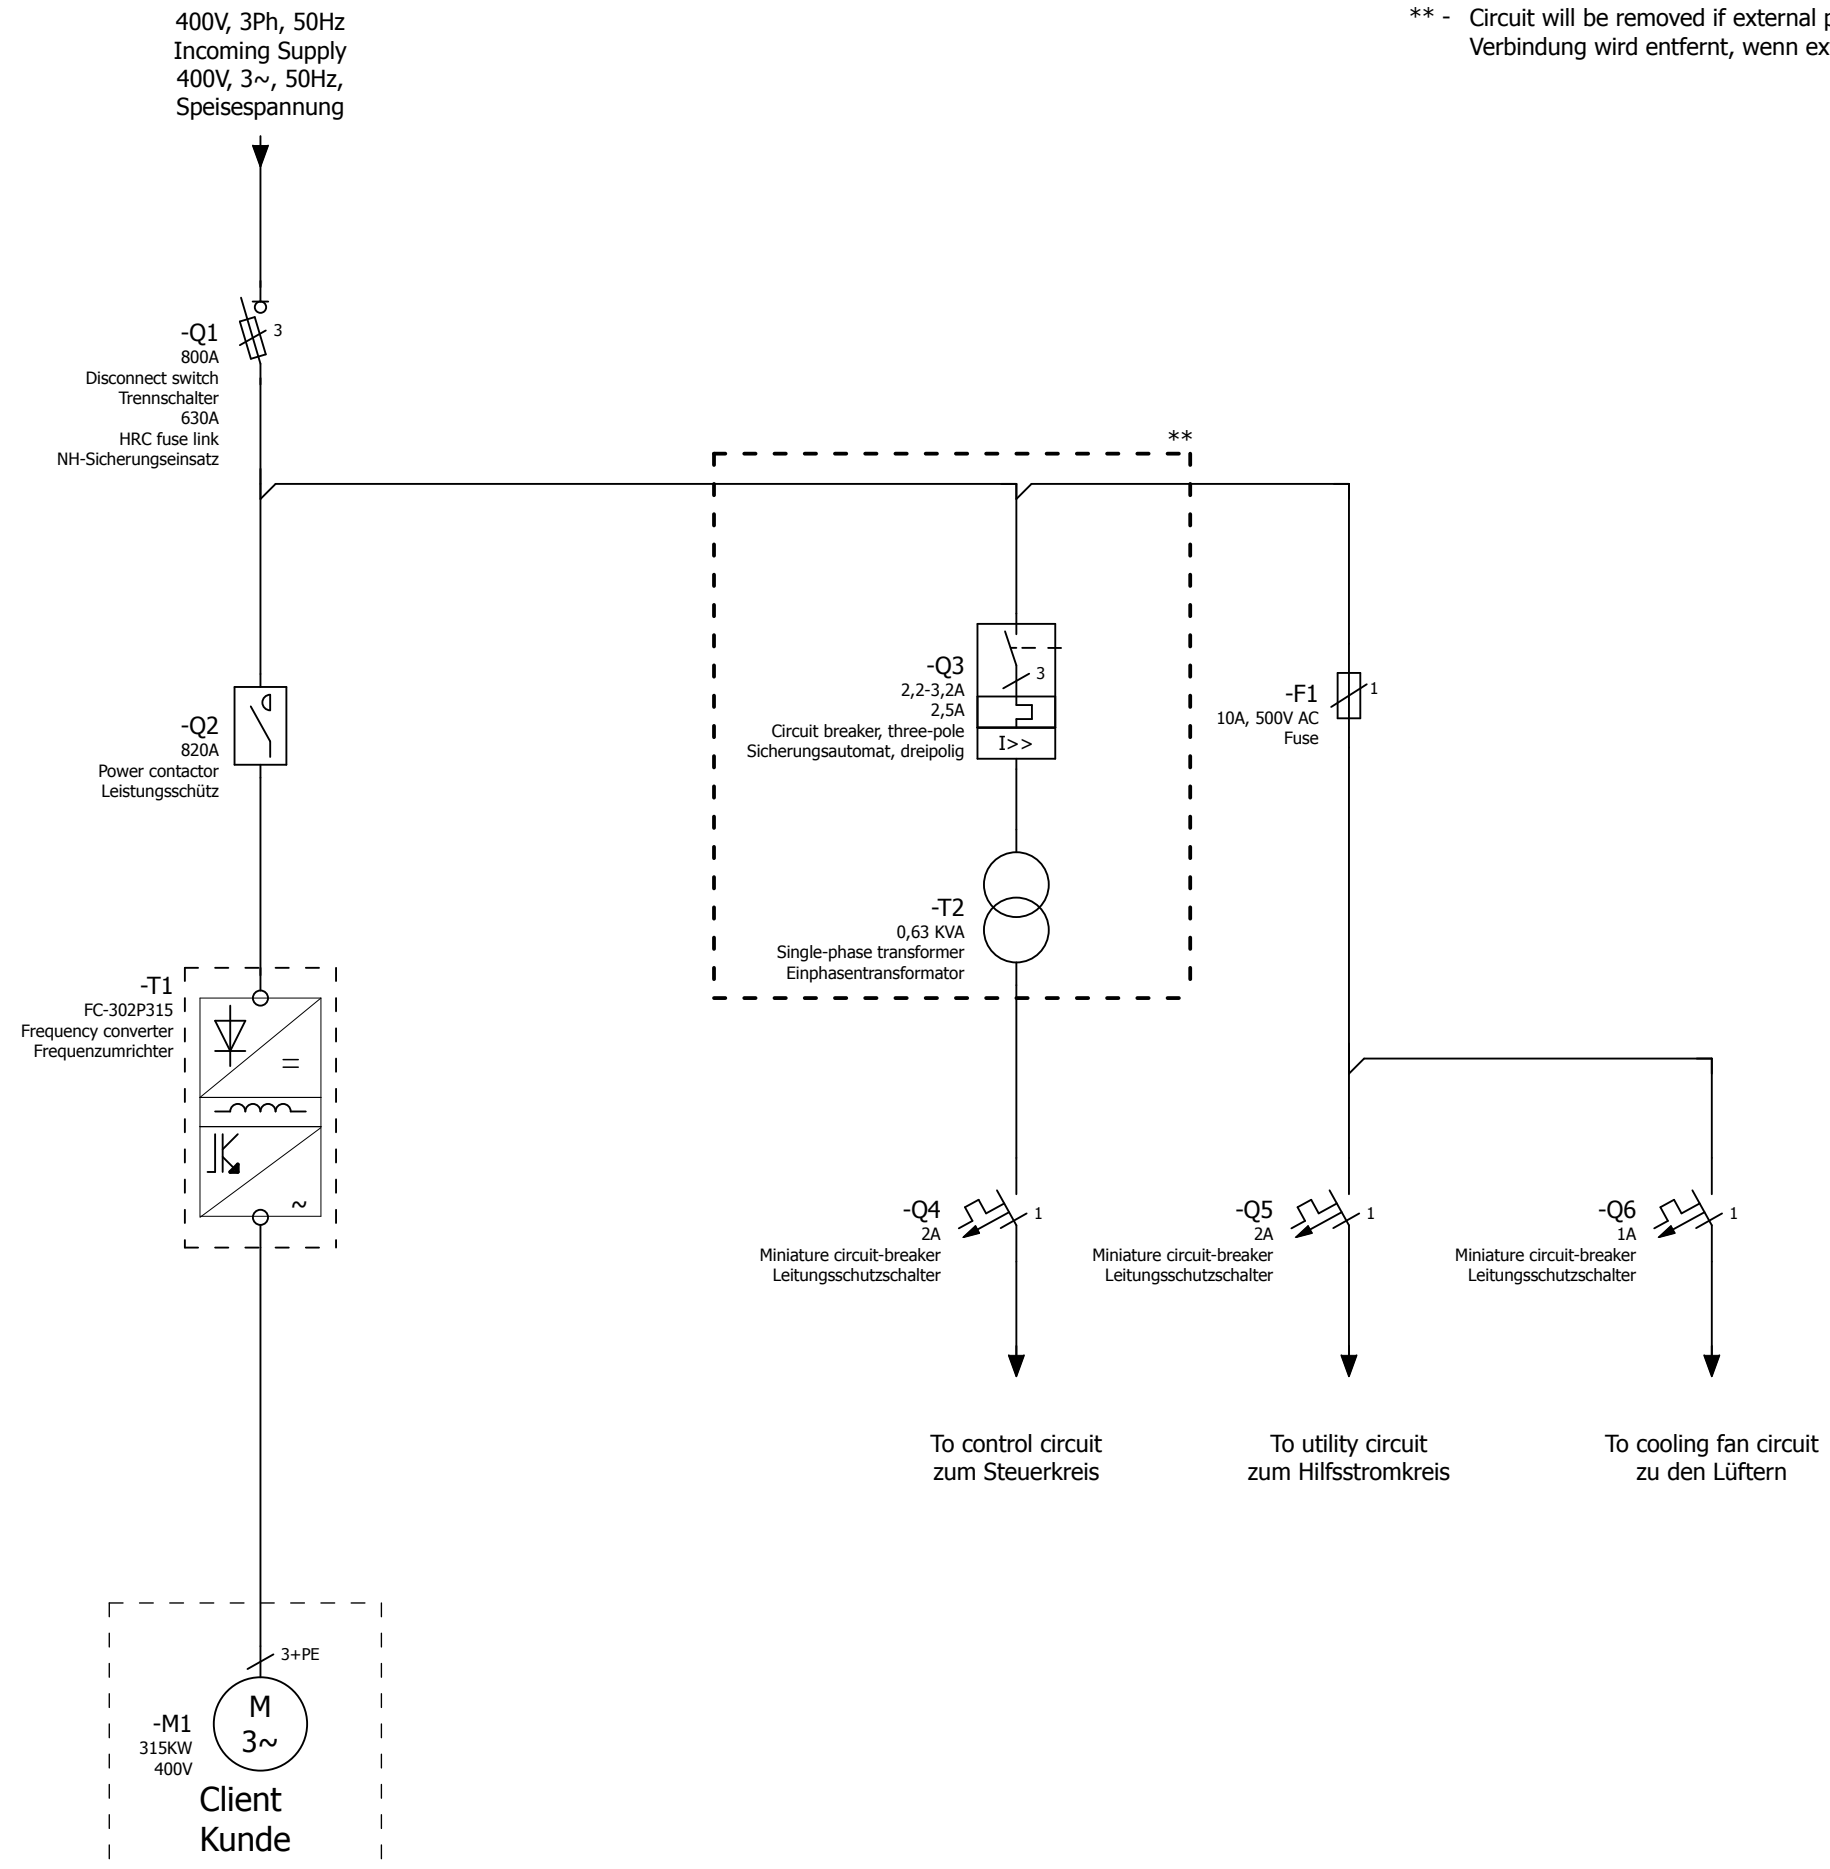 400V, 3Ph, 50Hz
Incoming Supply
400V, 3~, 50Hz,
Speisespannung
** - Circuit will be removed if external
Verbindung wird entfernt, wenn
-Q1
800A
Disconnect switch
Trennschalter
630A
HRC fuse link
NH-Sicherungseinsatz
3
**
-Q2
820A
Power contactor
Leistungsschütz
-Q3
2,2-3,2A
2,5A
Circuit breaker, three-pole
Sicherungsautomat, dreipolig
3
I>>
-F1
10A, 500V AC
Fuse
1
-T2
0,63 KVA
Single-phase transformer
Einphasentransformator
-T1
FC-302P315
Frequency converter
Frequenzumrichter
=
~
-Q4
2A
Miniature circuit-breaker
Leitungsschutzschalter
1
-Q5
2A
Miniature circuit-breaker
Leitungsschutzschalter
1
-Q6
1A
Miniature circuit-breaker
Leitungsschutzschalter
1
To control circuit
zum Steuerkreis
To utility circuit
zum Hilfsstromkreis
To cooling fan circuit
zu den Lüftern
3+PE
M
3~
-M1
315KW
400V
Client
Kunde